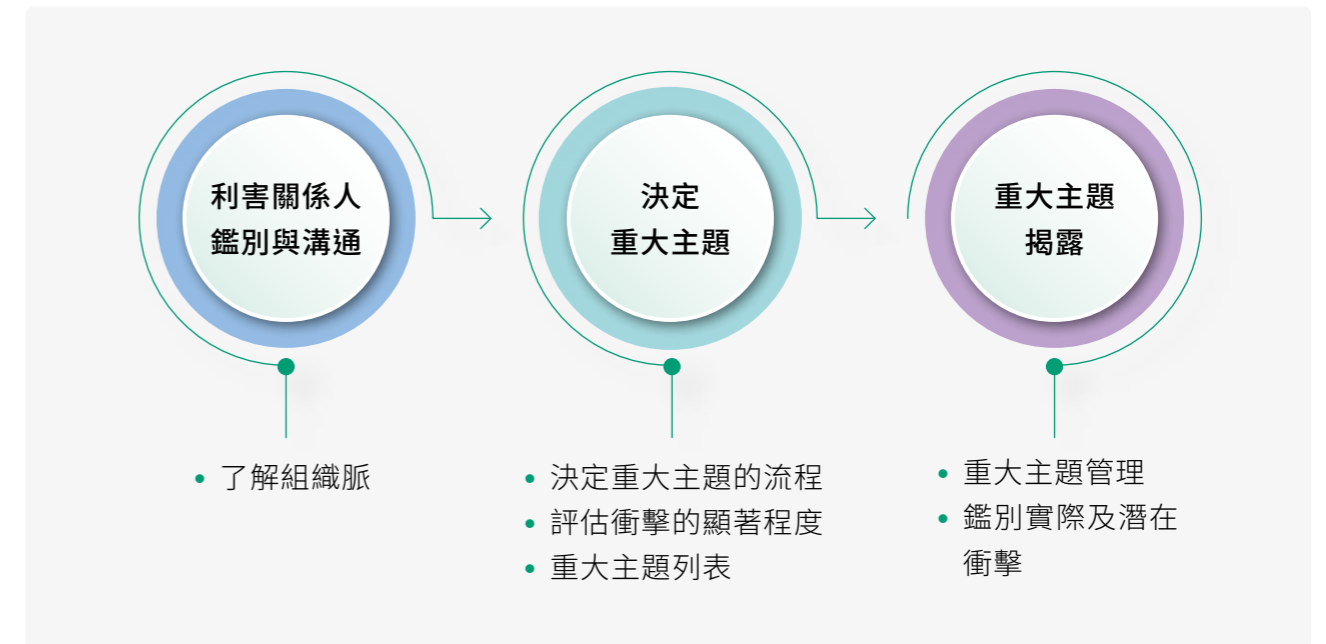 利害關係人
鑑別與溝通
決定
重大主題
重大主題
揭露
• 了解組織脈
• 決定重大主題的流程
• 評估衝擊的顯著程度
• 重大主題列表
• 重大主題管理
• 鑑別實際及潛在
衝擊